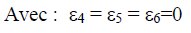 Avec : ε4 = ε5 = ε6=0